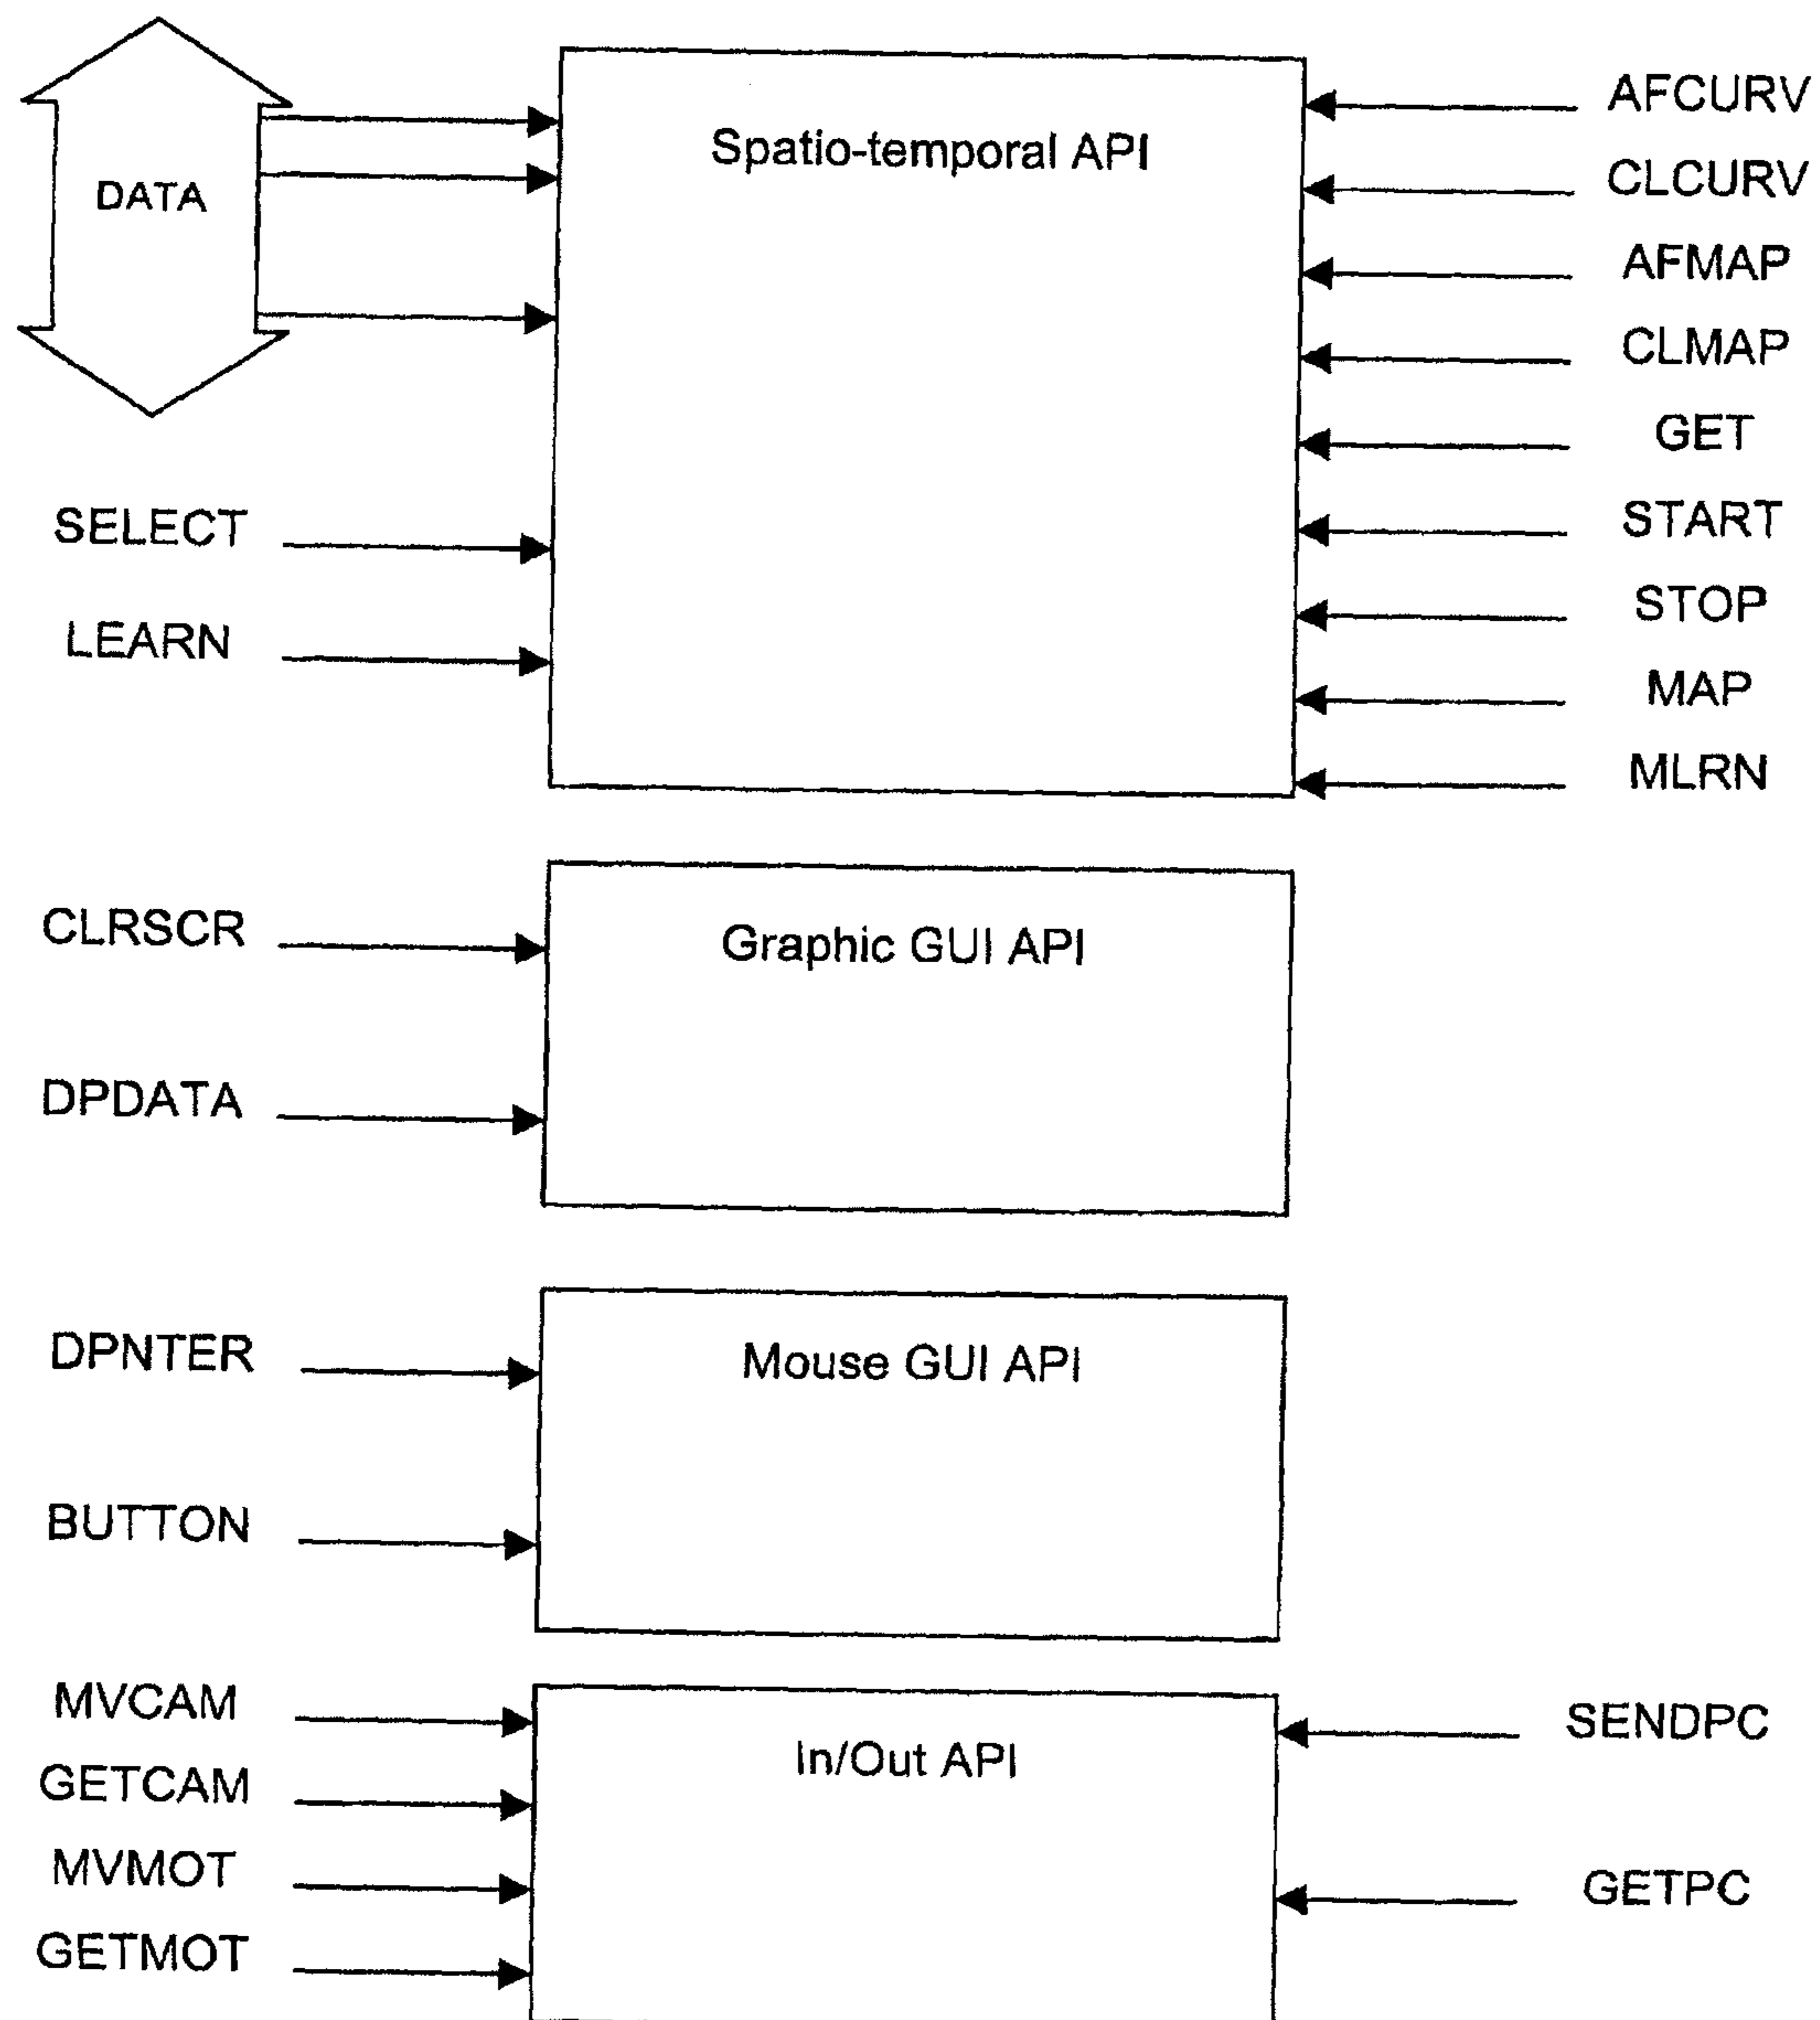 AFCURV
Spatio-temporal API
CLCURV
DATA
AFMAP
CLMAP
GET
SELECT
START
STOP
LEARN
MAP
MLRN
CLRSCR
Graphic GUI API
DPDATA
DPNTER
Mouse GUI API
BUTTON
MVCAM
SENDPC
In/Out API
GETCAM
MVMOT
GETPC
GETMOT